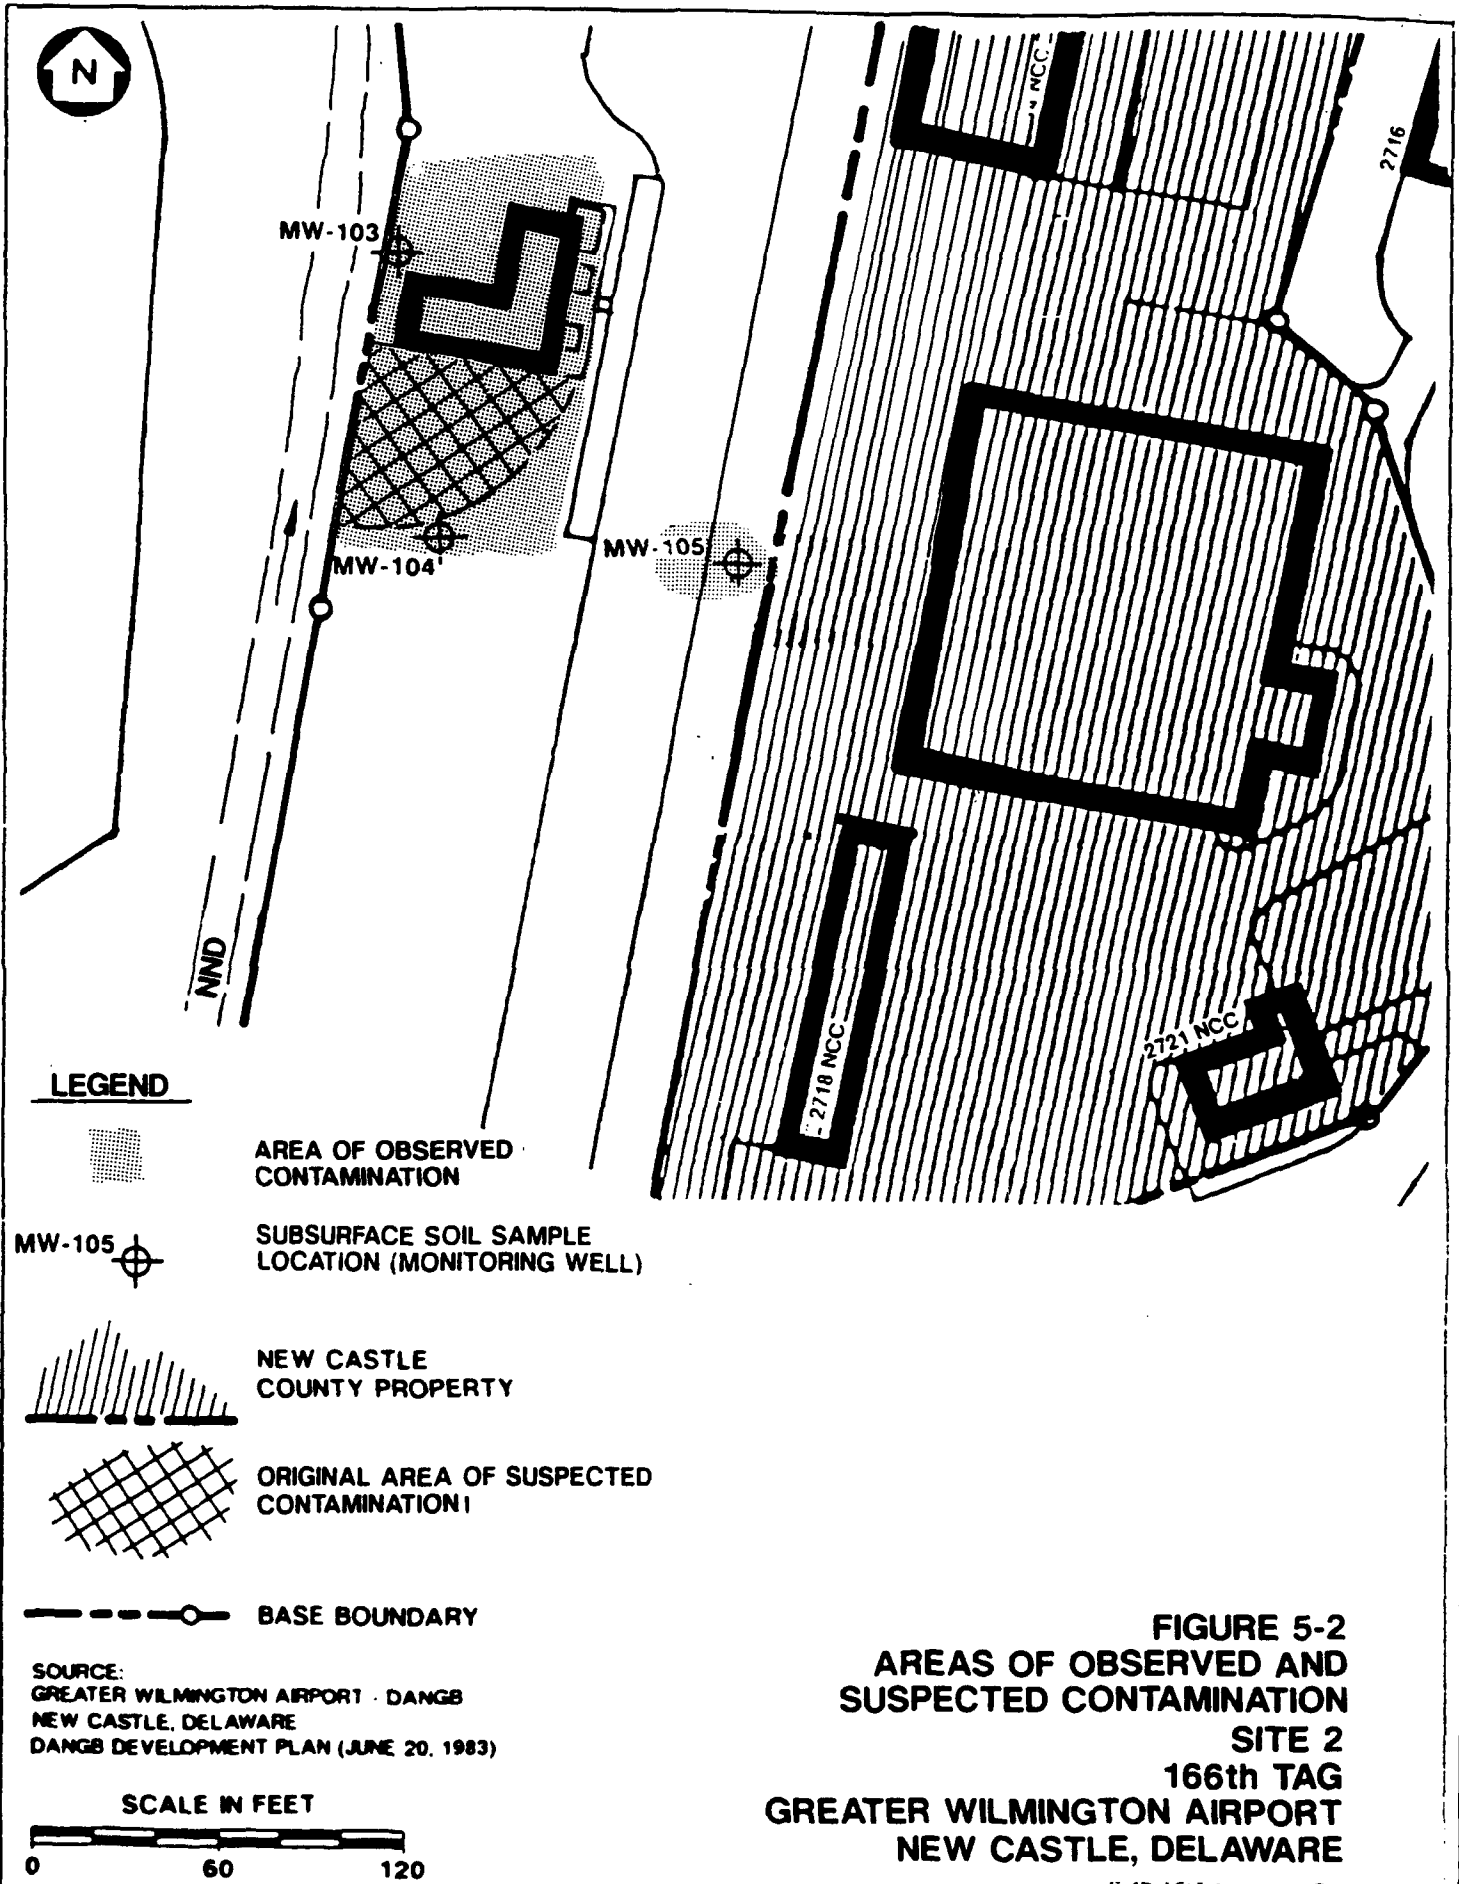 N
NCC
2716
MW-103
MW-104
MW-105
NND
2718 NCC
2721 NCC
LEGEND
AREA OF OBSERVED
CONTAMINATION
MW-105
SUBSURFACE SOIL SAMPLE
LOCATION (MONITORING WELL)
NEW CASTLE
COUNTY PROPERTY
ORIGINAL AREA OF SUSPECTED
CONTAMINATION
BASE BOUNDARY
SOURCE:
GREATER WILMINGTON AIRPORT - DANGB
NEW CASTLE, DELAWARE
DANGB DEVELOPMENT PLAN (JUNE 20, 1983)
SCALE IN FEET
0 60 120
FIGURE 5-2
AREAS OF OBSERVED AND
SUSPECTED CONTAMINATION
SITE 2
166th TAG
GREATER WILMINGTON AIRPORT
NEW CASTLE, DELAWARE